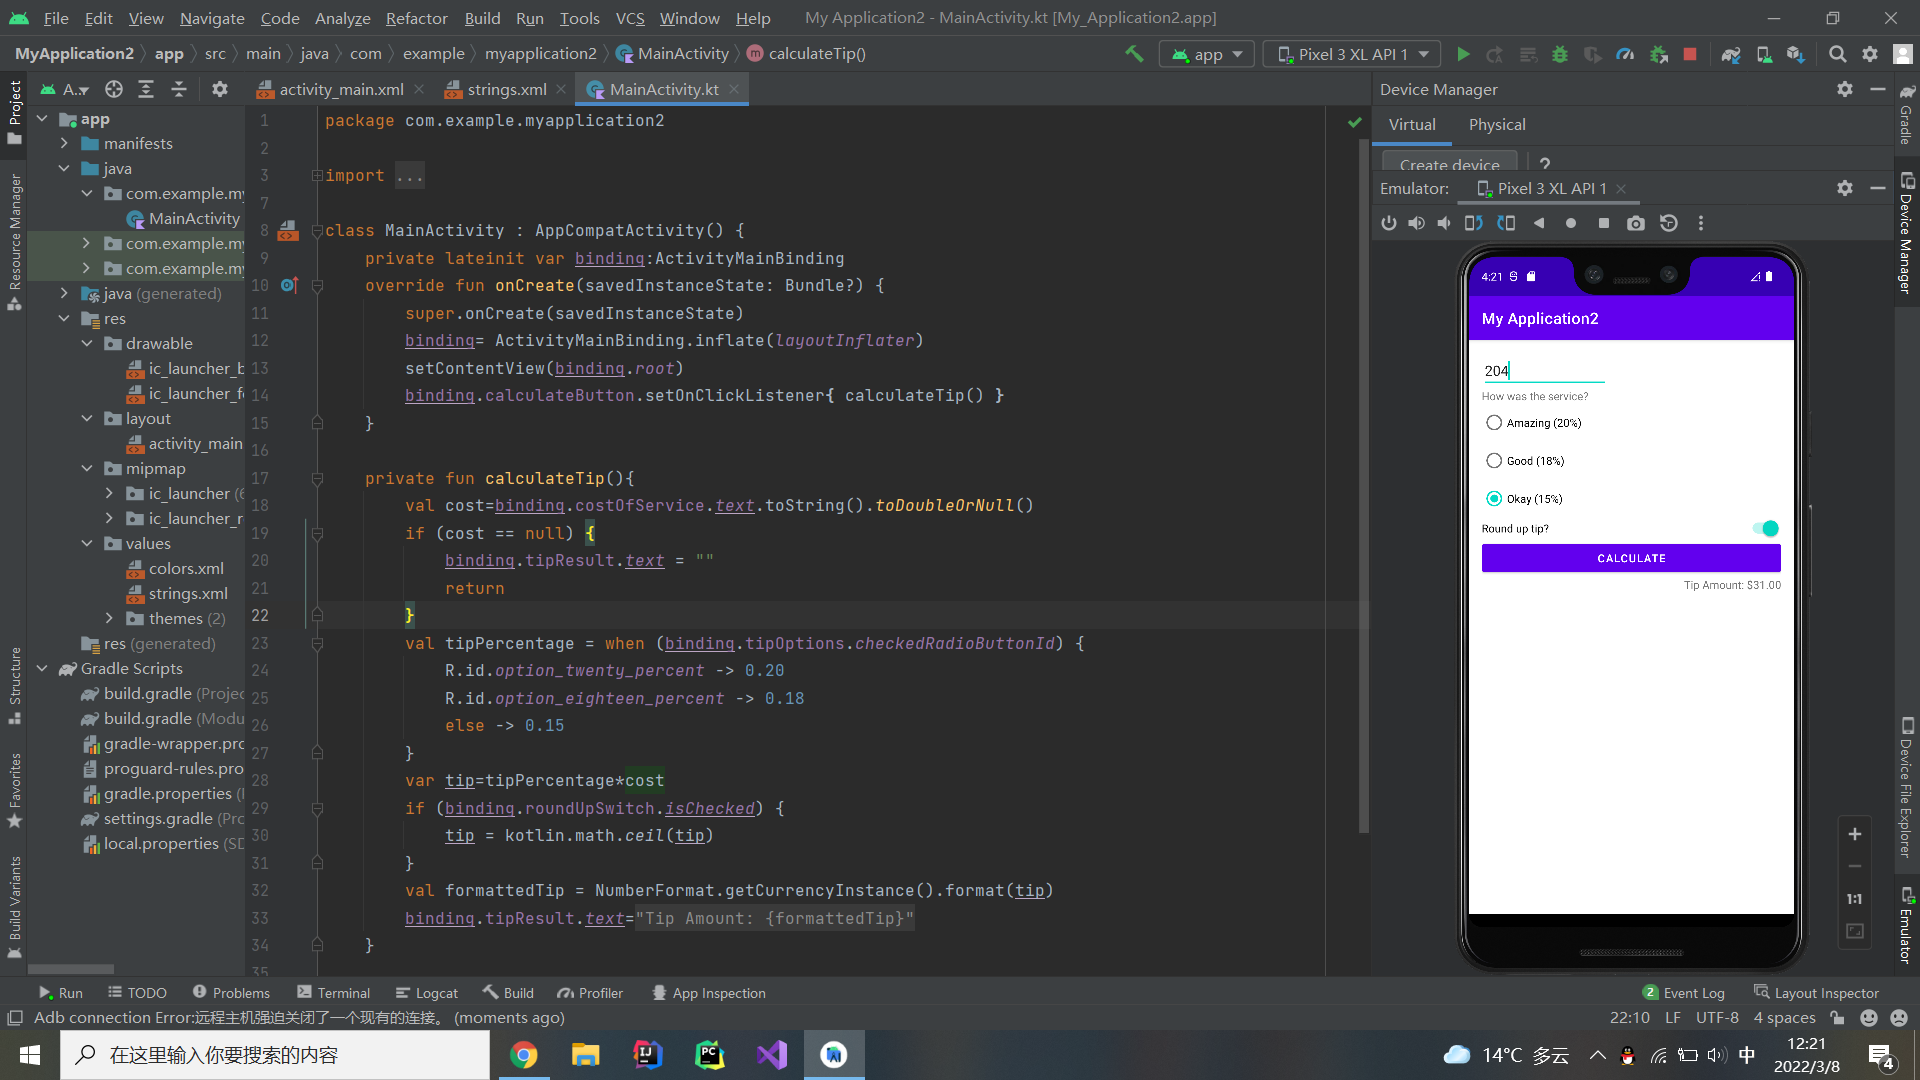 File Edit View Navigate Code Analyze Refactor Build Run Tools VCS Window Help My Application2 - MainActivity.kt [My_Application2.app]
MyApplication2 app src main java com example myapplication2 MainActivity calculateTip() app Pixel 3 XL API 1
A.. activity_main.xml strings.xml MainActivity.kt
Project
Resource Manager
Structure
Favorites
Build Variants
app
manifests
java
com.example.my
MainActivity
com.example.my
com.example.my
java (generated)
res
drawable
ic_launcher_b
ic_launcher_fo
layout
activity_main
mipmap
ic_launcher (6
ic_launcher_r
values
colors.xml
strings.xml
themes (2)
res (generated)
Gradle Scripts
build.gradle (Projec
build.gradle (Modu
gradle-wrapper.pro
proguard-rules.pro
gradle.properties (
settings.gradle (Pro
local.properties (SD
1 package com.example.myapplication2
2
3 import ...
7
8 class MainActivity : AppCompatActivity() {
9 private lateinit var binding:ActivityMainBinding
10 override fun onCreate(savedInstanceState: Bundle?) {
11 super.onCreate(savedInstanceState)
12 binding= ActivityMainBinding.inflate(layoutInflater)
13 setContentView(binding.root)
14 binding.calculateButton.setOnClickListener{ calculateTip() }
15 }
16
17 private fun calculateTip(){
18 val cost=binding.costOfService.text.toString().toDoubleOrNull()
19 if (cost == null) {
20 binding.tipResult.text = ""
21 return
22 }
23 val tipPercentage = when (binding.tipOptions.checkedRadioButtonId) {
24 R.id.option_twenty_percent -> 0.20
25 R.id.option_eighteen_percent -> 0.18
26 else -> 0.15
27 }
28 var tip=tipPercentage*cost
29 if (binding.roundUpSwitch.isChecked) {
30 tip = kotlin.math.ceil(tip)
31 }
32 val formattedTip = NumberFormat.getCurrencyInstance().format(tip)
33 binding.tipResult.text="Tip Amount: {formattedTip}"
34 }
35
Device Manager
Virtual Physical
Create device ?
Emulator: Pixel 3 XL API 1
4:21
My Application2
204
How was the service?
Amazing (20%)
Good (18%)
Okay (15%)
Round up tip?
CALCULATE
Tip Amount: $31.00
1:1
Gradle
Device Manager
Device File Explorer
Emulator
Run TODO Problems Terminal Logcat Build Profiler App Inspection 2 Event Log Layout Inspector
Adb connection Error:远程主机强迫关闭了一个现有的连接。 (moments ago) 22:10 LF UTF-8 4 spaces
在这里输入你要搜索的内容 14°C 多云 中 12:21
2022/3/8 4